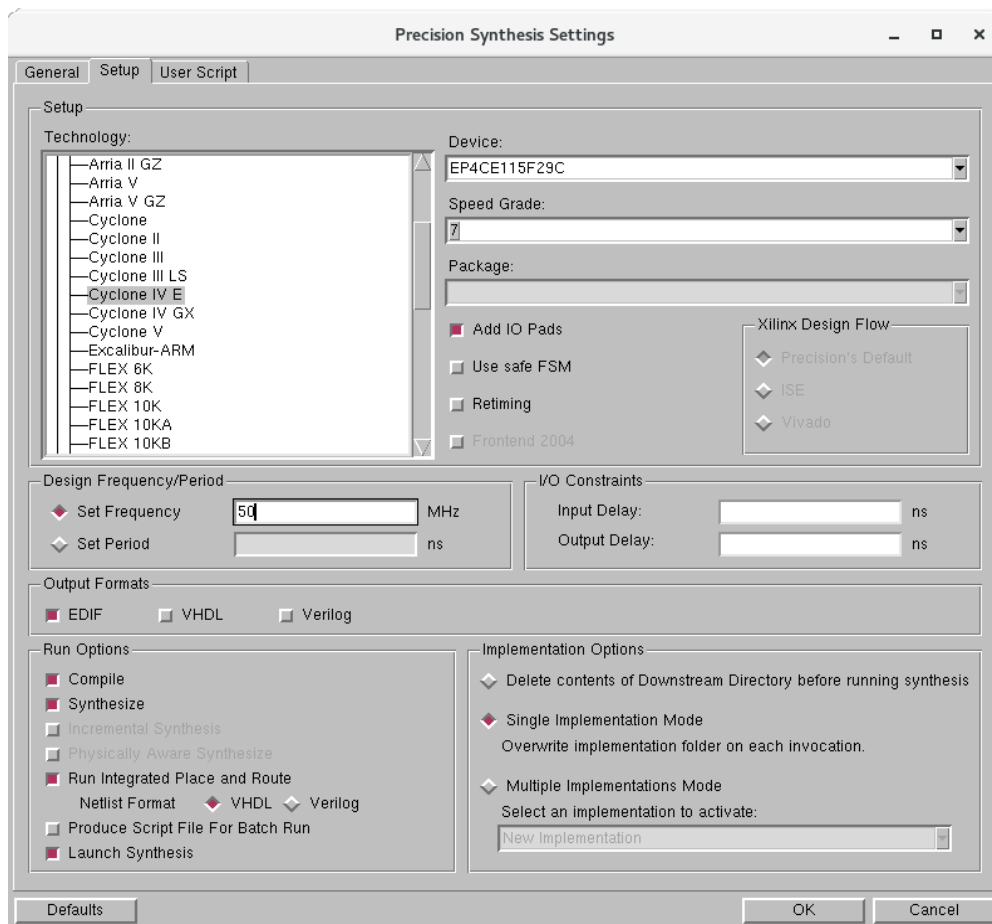 Precision Synthesis Settings
General
Setup
User Script
Setup
Technology:
Arria II GZ
Arria V
Arria V GZ
Cyclone
Cyclone II
Cyclone III
Cyclone III LS
Cyclone IV E
Cyclone IV GX
Cyclone V
Excalibur-ARM
FLEX 6K
FLEX 8K
FLEX 10K
FLEX 10KA
FLEX 10KB
Device:
EP4CE115F29C
Speed Grade:
7
Package:
Add IO Pads
Use safe FSM
Retiming
Frontend 2004
Xilinx Design Flow
Precision's Default
ISE
Vivado
Design Frequency/Period
Set Frequency 50 MHz
Set Period ns
I/O Constraints
Input Delay: ns
Output Delay: ns
Output Formats
EDIF VHDL Verilog
Run Options
Compile
Synthesize
Incremental Synthesis
Physically Aware Synthesize
Run Integrated Place and Route
Netlist Format VHDL Verilog
Produce Script File For Batch Run
Launch Synthesis
Implementation Options
Delete contents of Downstream Directory before running synthesis
Single Implementation Mode
Overwrite implementation folder on each invocation.
Multiple Implementations Mode
Select an implementation to activate:
New Implementation
Defaults OK Cancel